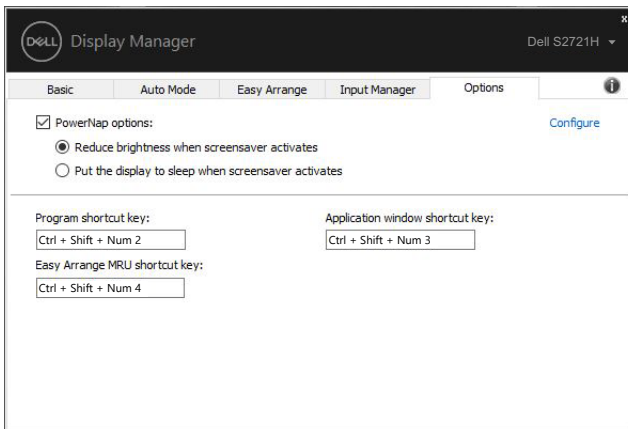 x
DELL Display Manager
Dell S2721H
Basic Auto Mode Easy Arrange Input Manager Options i
PowerNap options: Configure
Reduce brightness when screensaver activates
Put the display to sleep when screensaver activates
Program shortcut key: Application window shortcut key:
Ctrl + Shift + Num 2 Ctrl + Shift + Num 3
Easy Arrange MRU shortcut key:
Ctrl + Shift + Num 4